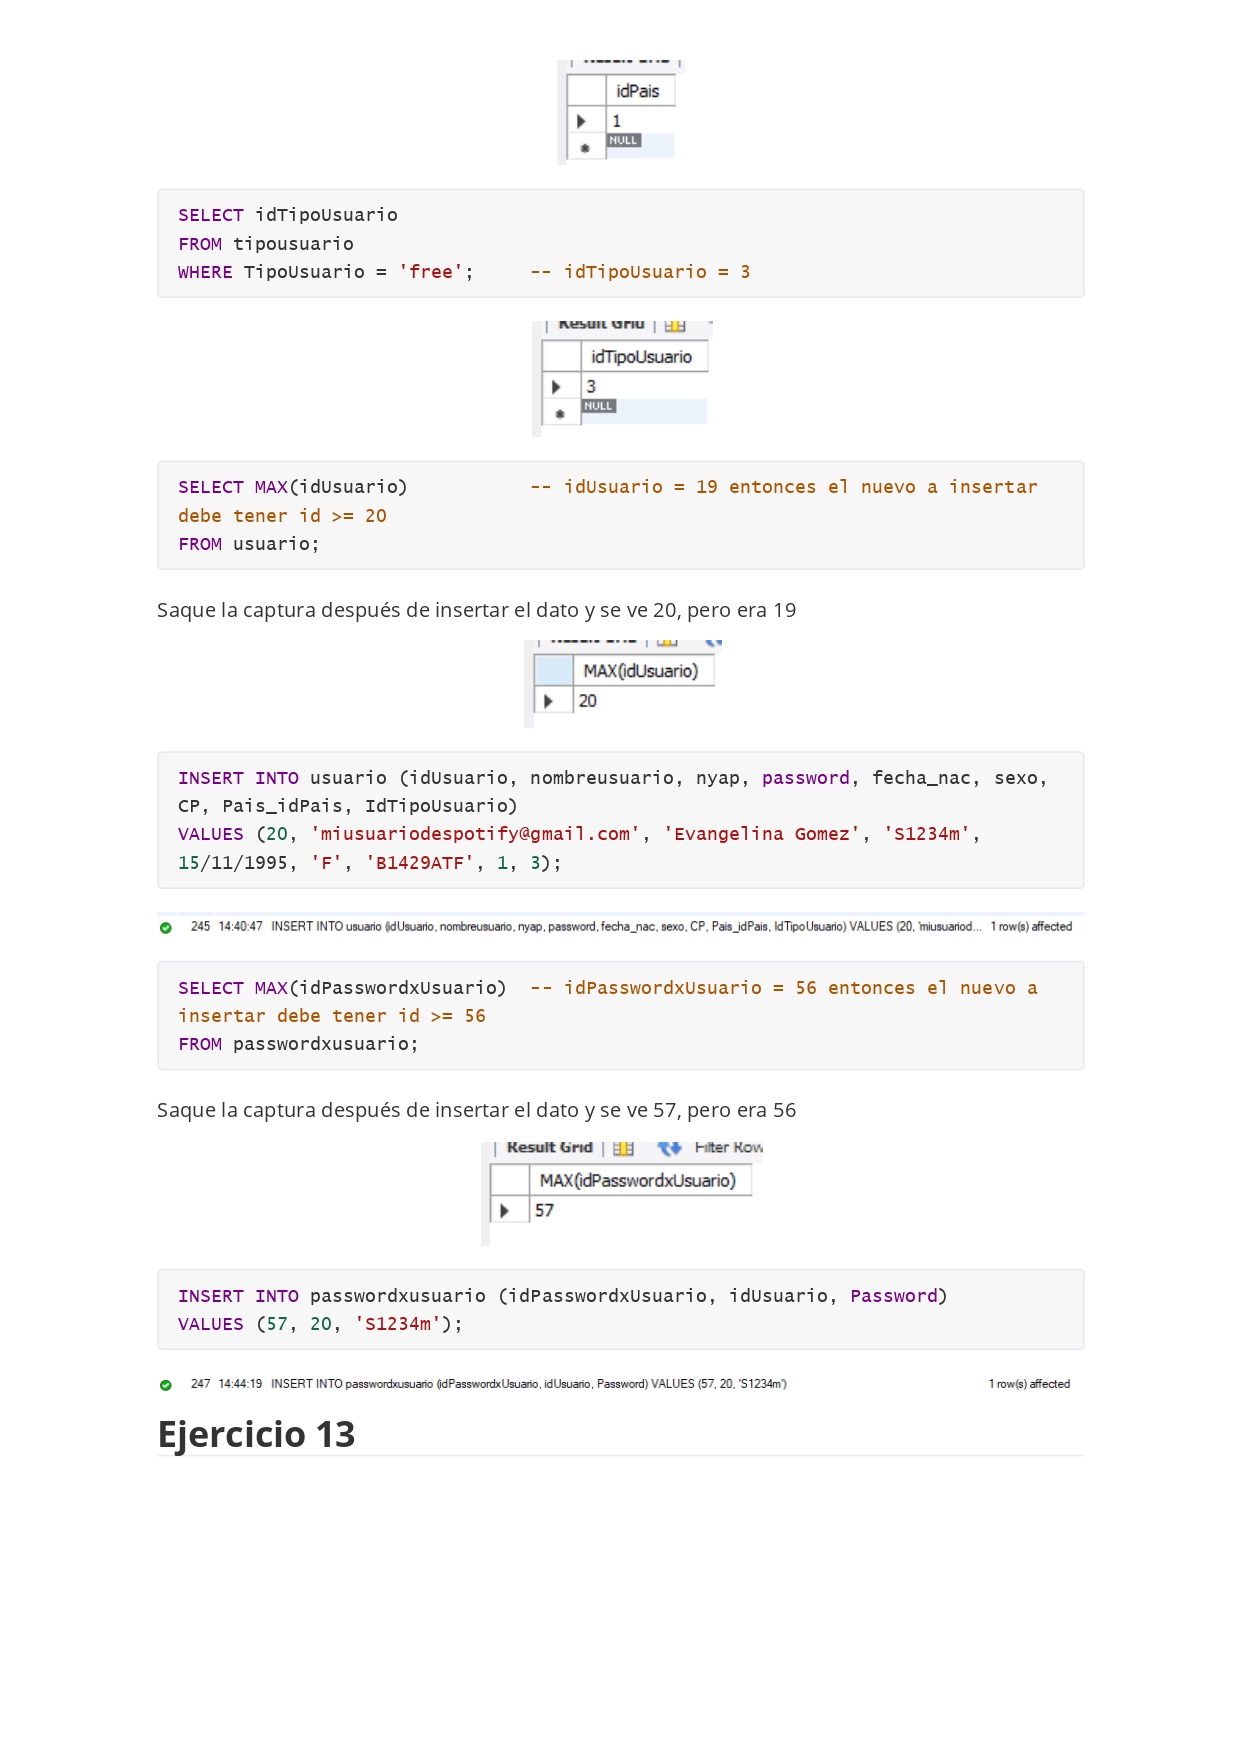 idPais
1
NULL
SELECT idTipoUsuario
FROM tipousuario
WHERE TipoUsuario = 'free';     -- idTipoUsuario = 3
Result Grid
idTipoUsuario
3
NULL
SELECT MAX(idUsuario)           -- idUsuario = 19 entonces el nuevo a insertar
debe tener id >= 20
FROM usuario;
Saque la captura después de insertar el dato y se ve 20, pero era 19
MAX(idUsuario)
20
INSERT INTO usuario (idUsuario, nombreusuario, nyap, password, fecha_nac, sexo,
CP, Pais_idPais, IdTipoUsuario)
VALUES (20, 'miusuariodespotify@gmail.com', 'Evangelina Gomez', 'S1234m',
15/11/1995, 'F', 'B1429ATF', 1, 3);
245 14:40:47 INSERT INTO usuario (idUsuario, nombreusuario, nyap, password, fecha_nac, sexo, CP, Pais_idPais, IdTipoUsuario) VALUES (20, 'miusuariod... 1 row(s) affected
SELECT MAX(idPasswordxUsuario)  -- idPasswordxUsuario = 56 entonces el nuevo a
insertar debe tener id >= 56
FROM passwordxusuario;
Saque la captura después de insertar el dato y se ve 57, pero era 56
Result Grid Filter Row
MAX(idPasswordxUsuario)
57
INSERT INTO passwordxusuario (idPasswordxUsuario, idUsuario, Password)
VALUES (57, 20, 'S1234m');
247 14:44:19 INSERT INTO passwordxusuario (idPasswordxUsuario, idUsuario, Password) VALUES (57, 20, 'S1234m') 1 row(s) affected
Ejercicio 13